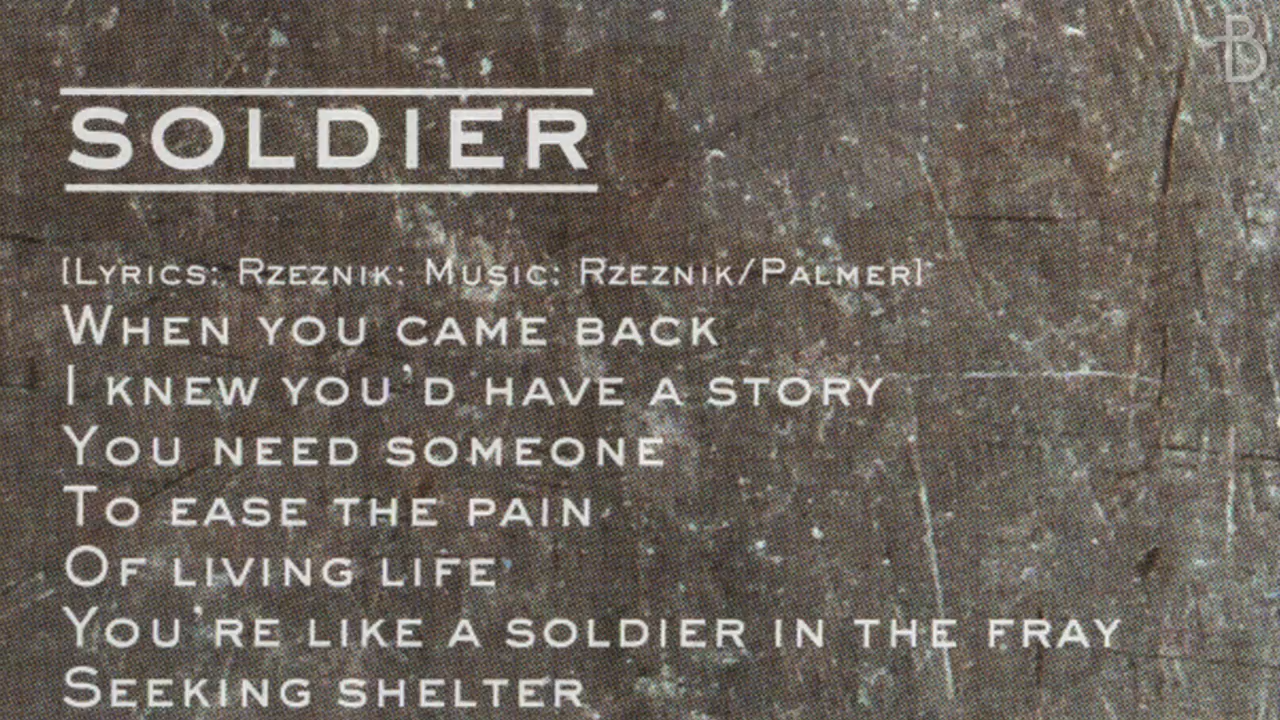 SOLDIER
[LYRICS: RZEZNIK; MUSIC: RZEZNIK/PALMER]
WHEN YOU CAME BACK
I KNEW YOU'D HAVE A STORY
YOU NEED SOMEONE
TO EASE THE PAIN
OF LIVING LIFE
YOU'RE LIKE A SOLDIER IN THE FRAY
SEEKING SHELTER
B